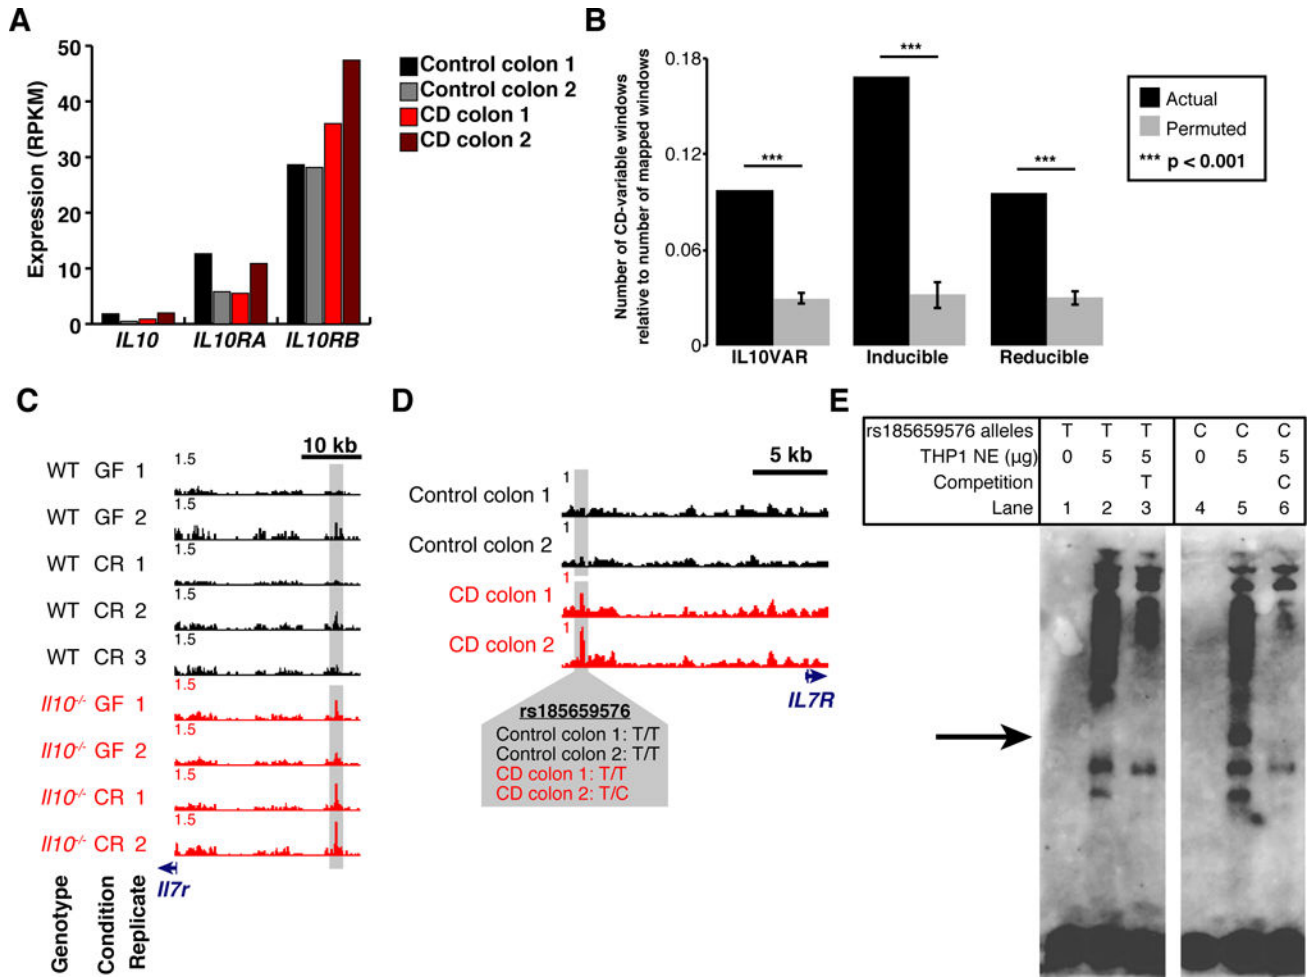 A
50
40
30
20
10
0
Expression (RPKM)
IL10 IL10RA IL10RB
Control colon 1
Control colon 2
CD colon 1
CD colon 2
B
Number of CD-variable windows
relative to number of mapped windows
0.18
0.12
0.06
0
***
***
***
IL10VAR Inducible Reducible
Actual
Permuted
*** p < 0.001
C
10 kb
WT GF 1 1.5
WT GF 2 1.5
WT CR 1 1.5
WT CR 2 1.5
WT CR 3 1.5
Il10-/- GF 1 1.5
Il10-/- GF 2 1.5
Il10-/- CR 1 1.5
Il10-/- CR 2 1.5
Il7r
Genotype
Condition
Replicate
D
5 kb
Control colon 1 1
Control colon 2 1
CD colon 1 1
CD colon 2 1
IL7R
rs185659576
Control colon 1: T/T
Control colon 2: T/T
CD colon 1: T/T
CD colon 2: T/C
E
rs185659576 alleles T T T C C C
THP1 NE (µg) 0 5 5 0 5 5
Competition T C
Lane 1 2 3 4 5 6